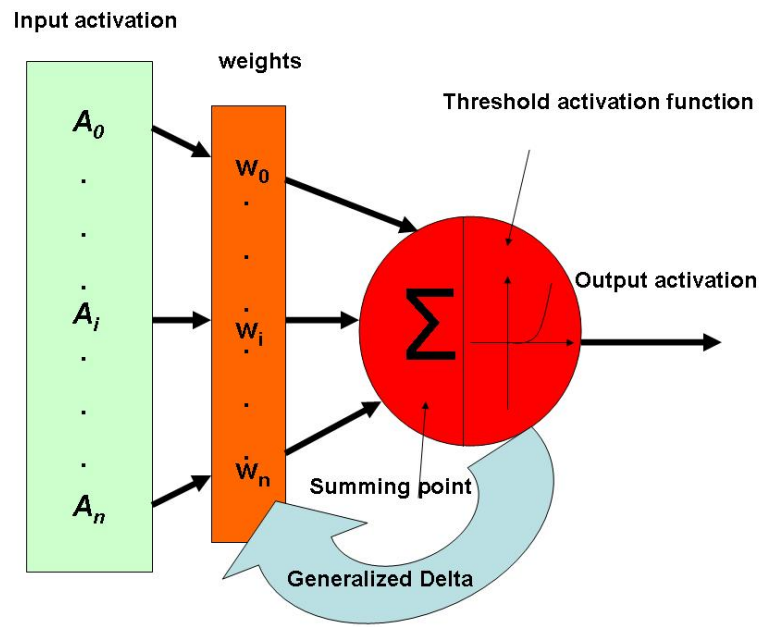 Input activation
weights
Threshold activation function
A0
w0
.
.
.
.
.
.
Output activation
Ai
Σ
wi
.
.
.
.
.
.
wn
An
Summing point
Generalized Delta